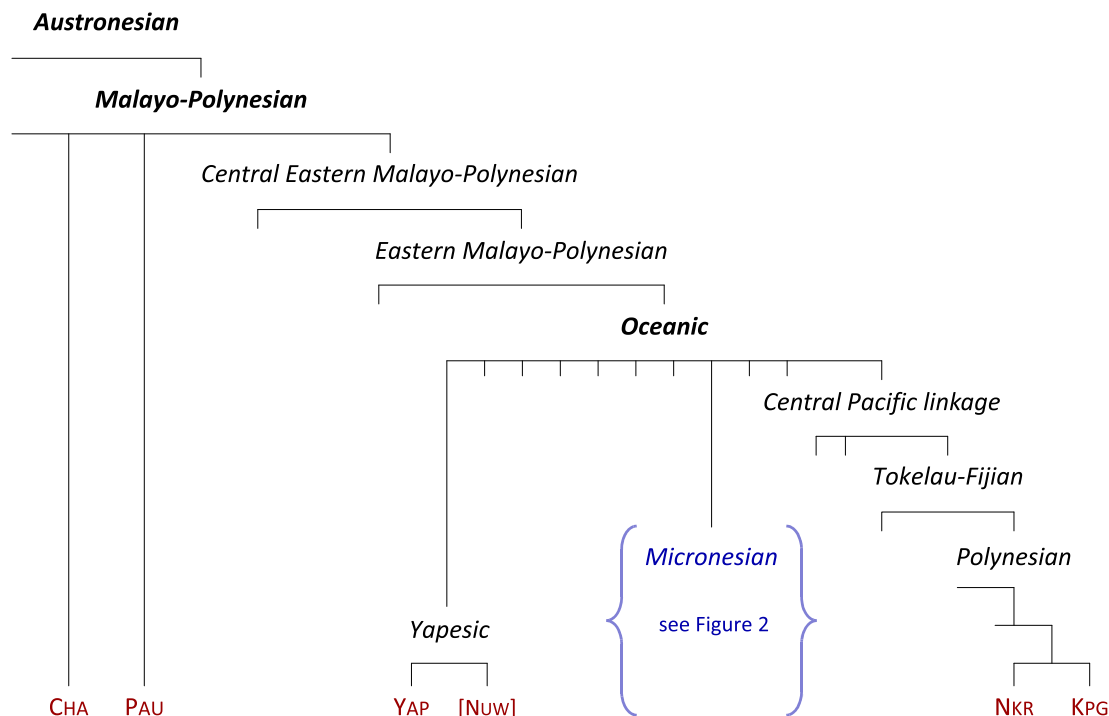 Austronesian
Malayo-Polynesian
Central Eastern Malayo-Polynesian
Eastern Malayo-Polynesian
Oceanic
Central Pacific linkage
Tokelau-Fijian
Micronesian
Polynesian
see Figure 2
Yapesic
CHA PAU YAP [NUW] NKR KPG